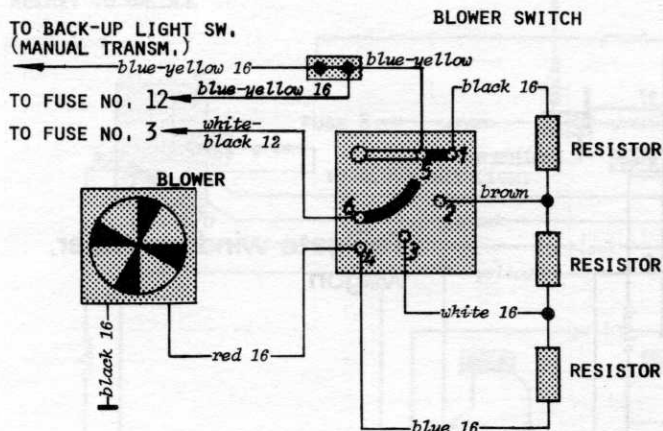 TO BACK-UP LIGHT SW.
(MANUAL TRANSM.)
BLOWER SWITCH
blue-yellow 16
blue-yellow
blue-yellow 16
black 16
TO FUSE NO. 12
TO FUSE NO. 3
white-
black 12
1
RESISTOR
5
BLOWER
brown
2
6
3
4
RESISTOR
white 16
black 16
red 16
RESISTOR
blue 16